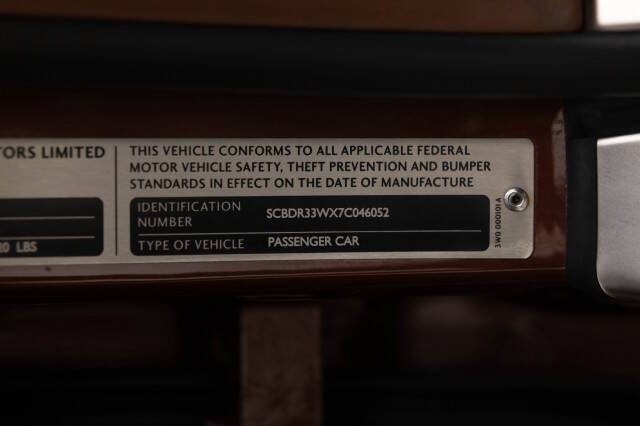 TORS LIMITED
THIS VEHICLE CONFORMS TO ALL APPLICABLE FEDERAL
MOTOR VEHICLE SAFETY, THEFT PREVENTION AND BUMPER
STANDARDS IN EFFECT ON THE DATE OF MANUFACTURE
IDENTIFICATION
NUMBER
SCBDR33WX7C046052
TYPE OF VEHICLE PASSENGER CAR
LBS
3W0 000101A